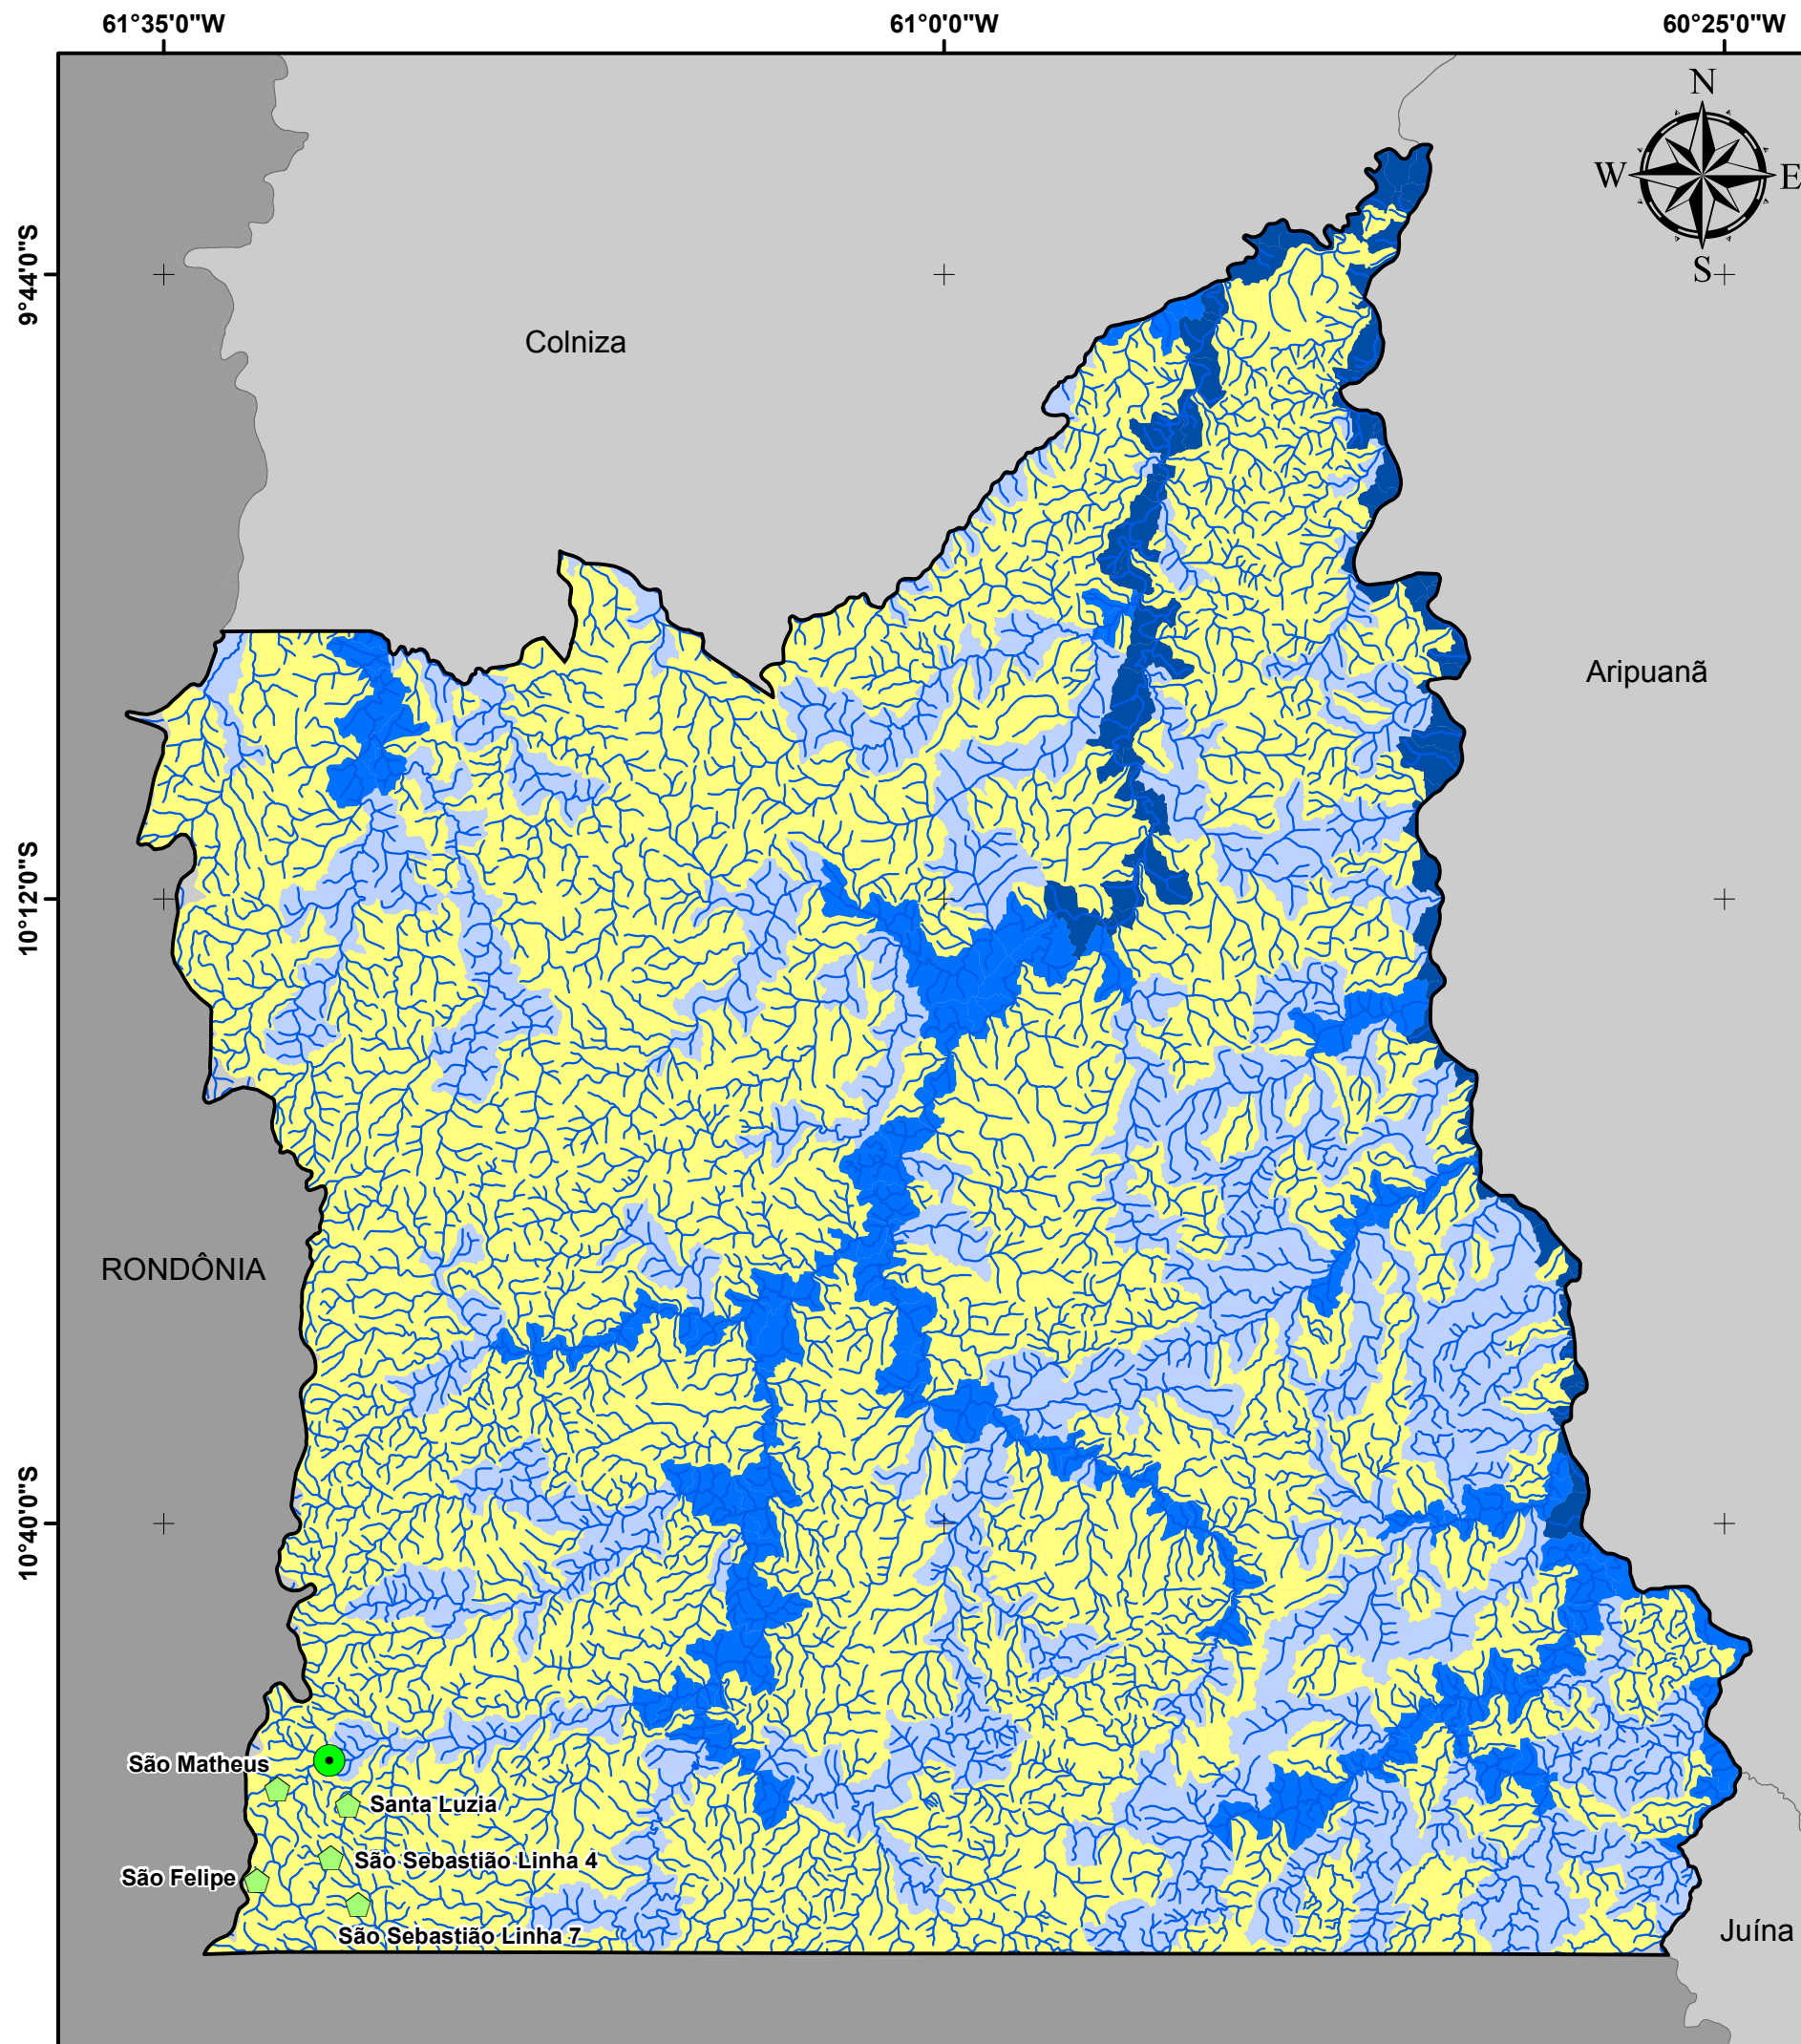 61°35'0"W
61°0'0"W
60°25'0"W
N
W
E
S
9°44'0"S
Colniza
Aripuanã
10°12'0"S
RONDÔNIA
10°40'0"S
São Matheus
Santa Luzia
São Sebastião Linha 4
São Felipe
São Sebastião Linha 7
Juína